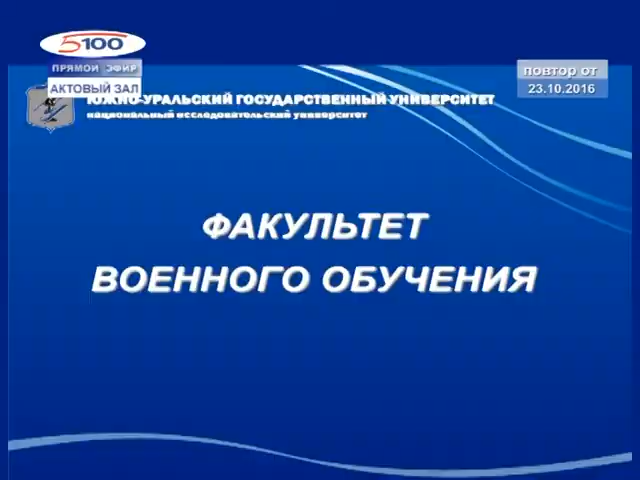 5100
ПРЯМОЙ ЭФИР
АКТОВЫЙ ЗАЛ
повтор от
23.10.2016
ЮЖНО-УРАЛЬСКИЙ ГОСУДАРСТВЕННЫЙ УНИВЕРСИТЕТ
национальный исследовательский университет
ФАКУЛЬТЕТ
ВОЕННОГО ОБУЧЕНИЯ